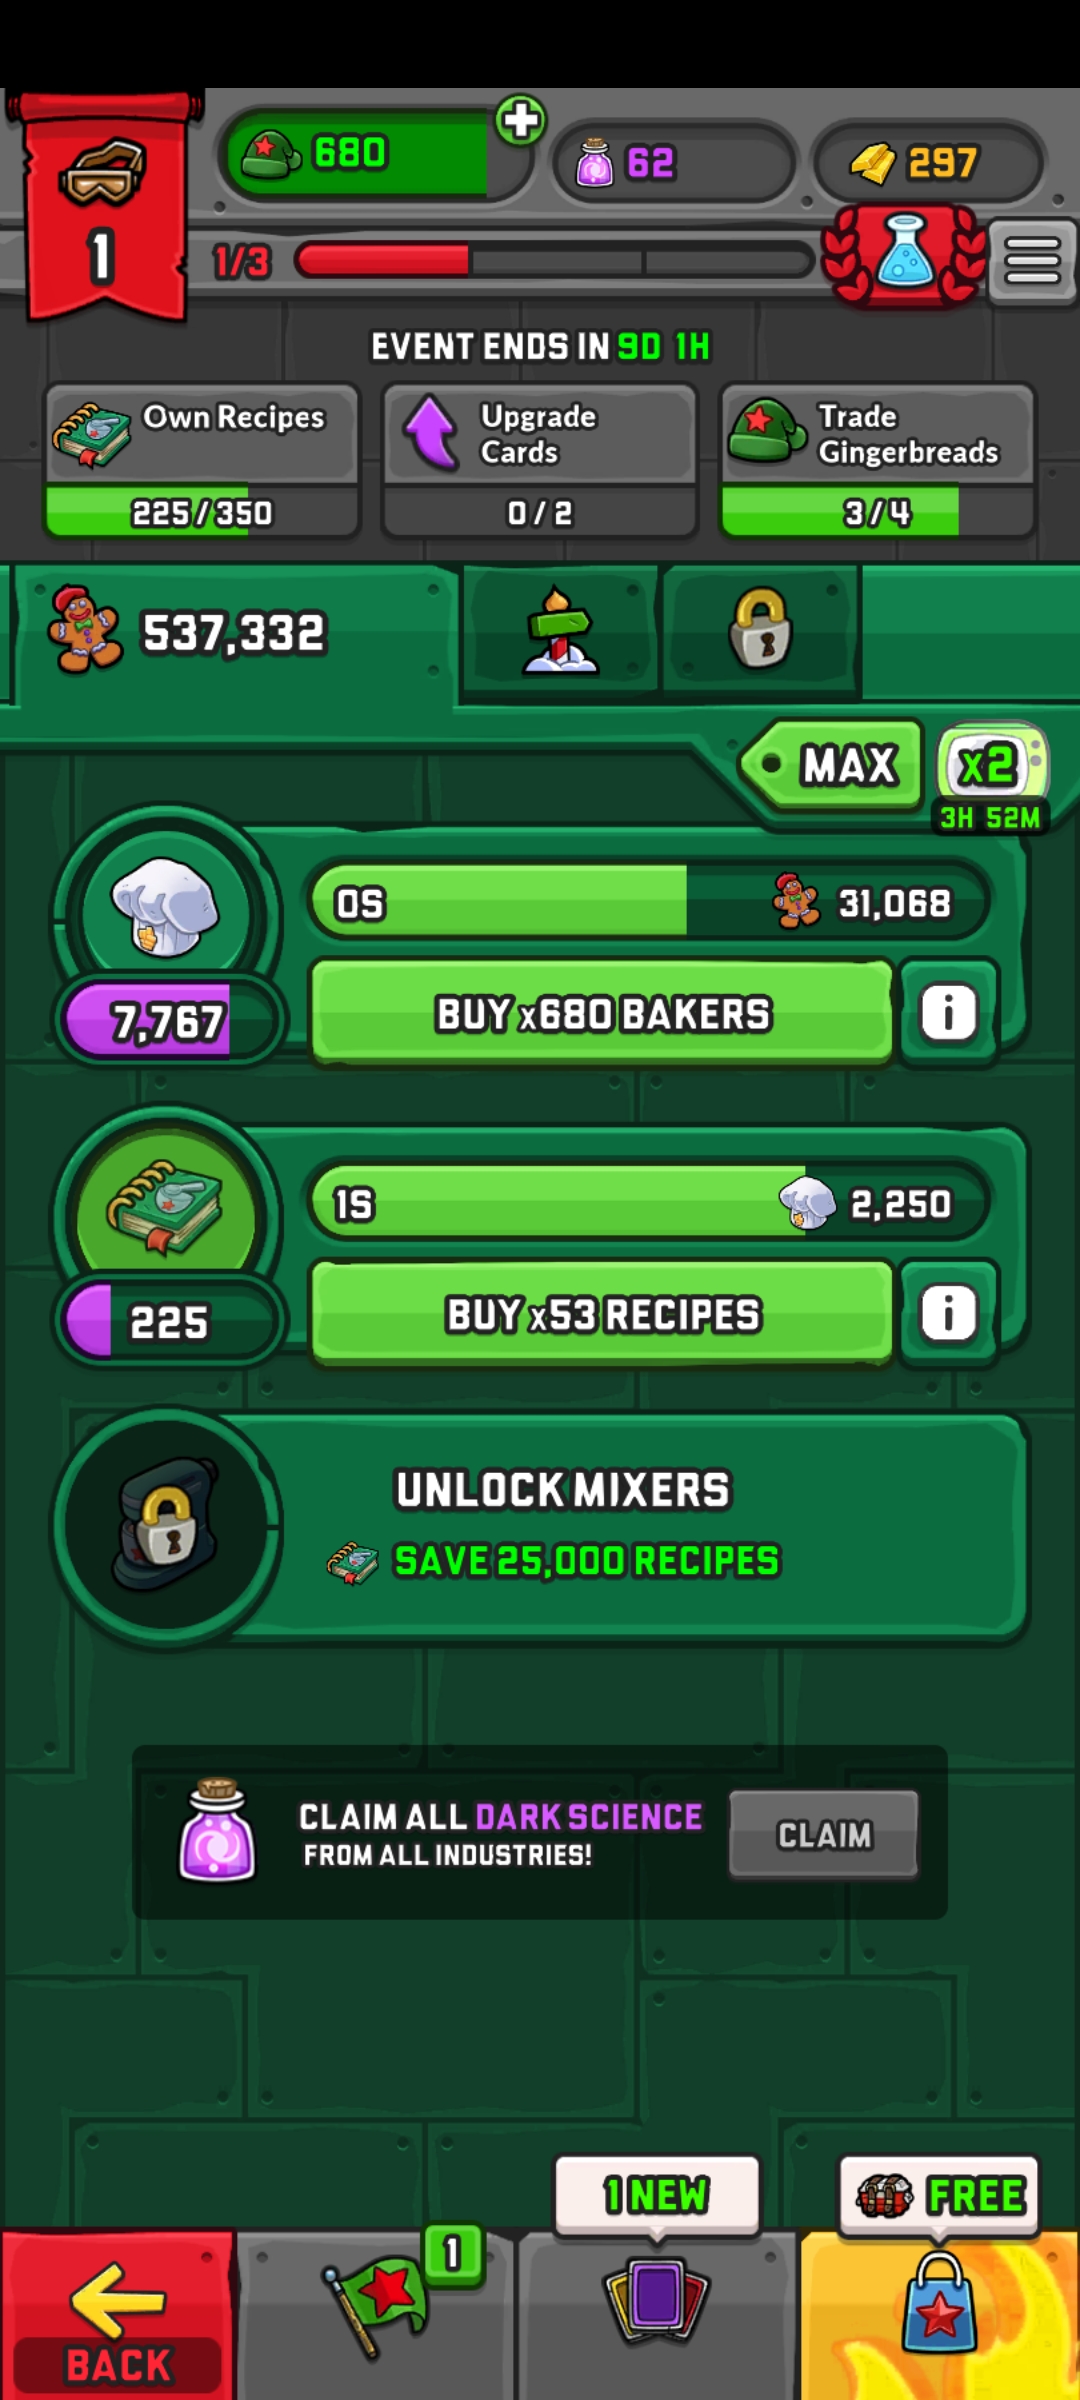 680
62
297
1
1/3
EVENT ENDS IN 9D 1H
Own Recipes
225/350
Upgrade
Cards
0/2
Trade
Gingerbreads
3/4
537,332
MAX
x2
3H 52M
0S
31,068
7,767
BUY x680 BAKERS
i
1S
2,250
225
BUY x53 RECIPES
i
UNLOCK MIXERS
SAVE 25,000 RECIPES
CLAIM ALL DARK SCIENCE
FROM ALL INDUSTRIES!
CLAIM
1 NEW
FREE
1
BACK